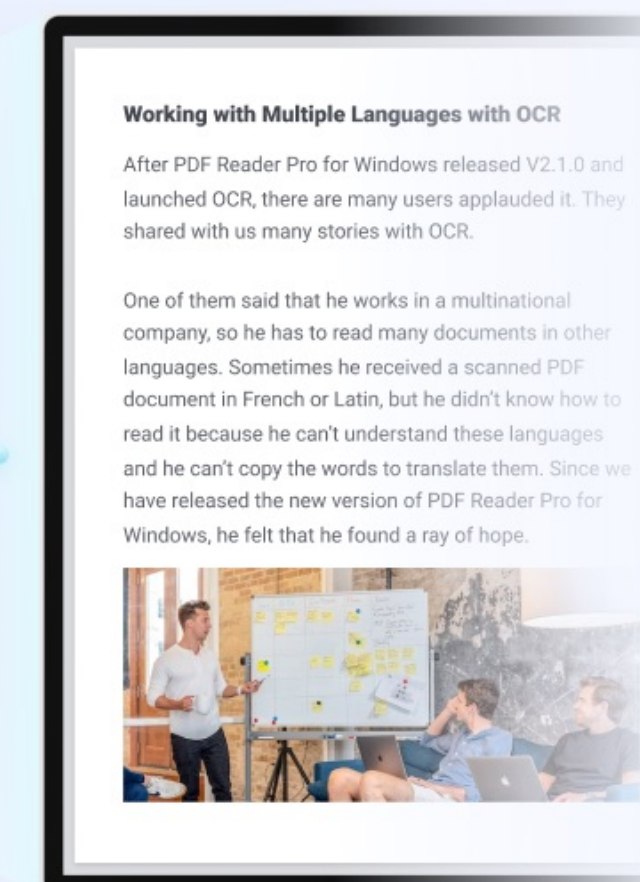 Working with Multiple Languages with OCR
After PDF Reader Pro for Windows released V2.1.0 and
launched OCR, there are many users applauded it. They
shared with us many stories with OCR.
One of them said that he works in a multinational
company, so he has to read many documents in other
languages. Sometimes he received a scanned PDF
document in French or Latin, but he didn't know how to
read it because he can't understand these languages
and he can't copy the words to translate them. Since we
have released the new version of PDF Reader Pro for
Windows, he felt that he found a ray of hope.